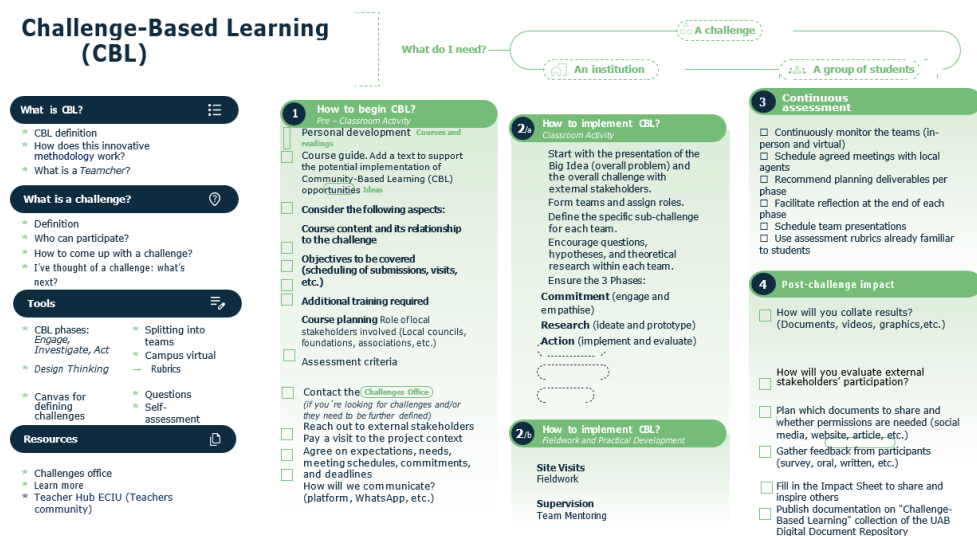 Challenge-Based Learning
(CBL)
What do I need?
A challenge
An institution
A group of students
What is CBL?
* CBL definition
* How does this innovative
methodology work?
* What is a Teamcher?
What is a challenge?
* Definition
* Who can participate?
* How to come up with a challenge?
* I've thought of a challenge: what's
next?
Tools
* CBL phases:
Engage,
Investigate, Act
* Design Thinking
* Canvas for
defining
challenges
* Splitting into
teams
* Campus virtual
→ Rubrics
* Questions
* Self-
assessment
Resources
* Challenges office
* Learn more
* Teacher Hub ECIU (Teachers
community)
1 How to begin CBL?
Pre – Classroom Activity
Personal development Courses and
readings
Course guide. Add a text to support
the potential implementation of
Community-Based Learning (CBL)
opportunities Ideas
Consider the following aspects:
Course content and its relationship
to the challenge
Objectives to be covered
(scheduling of submissions, visits,
etc.)
Additional training required
Course planning Role of local
stakeholders involved (Local councils,
foundations, associations, etc.)
Assessment criteria
Contact the Challenges Office
(if you´re looking for challenges and/or
they need to be further defined)
Reach out to external stakeholders
Pay a visit to the project context
Agree on expectations, needs,
meeting schedules, commitments,
and deadlines
How will we communicate?
(platform, WhatsApp, etc.)
2/a How to implement CBL?
Classroom Activity
Start with the presentation of the
Big Idea (overall problem) and
the overall challenge with
external stakeholders.
Form teams and assign roles.
Define the specific sub-challenge
for each team.
Encourage questions,
hypotheses, and theoretical
research within each team.
Ensure the 3 Phases:
Commitment (engage and
empathise)
Research (ideate and prototype)
Action (implement and evaluate)
2/b How to implement CBL?
Fieldwork and Practical Development
Site Visits
Fieldwork
Supervision
Team Mentoring
3 Continuous
assessment
☐ Continuously monitor the teams (in-
person and virtual)
☐ Schedule agreed meetings with local
agents
☐ Recommend planning deliverables per
phase
☐ Facilitate reflection at the end of each
phase
☐ Schedule team presentations
☐ Use assessment rubrics already familiar
to students
4 Post-challenge impact
How will you collate results?
(Documents, videos, graphics,etc.)
How will you evaluate external
stakeholders' participation?
Plan which documents to share and
whether permissions are needed (social
media, website, article, etc.)
Gather feedback from participants
(survey, oral, written, etc.)
Fill in the Impact Sheet to share and
inspire others
Publish documentation on "Challenge-
Based Learning" collection of the UAB
Digital Document Repository